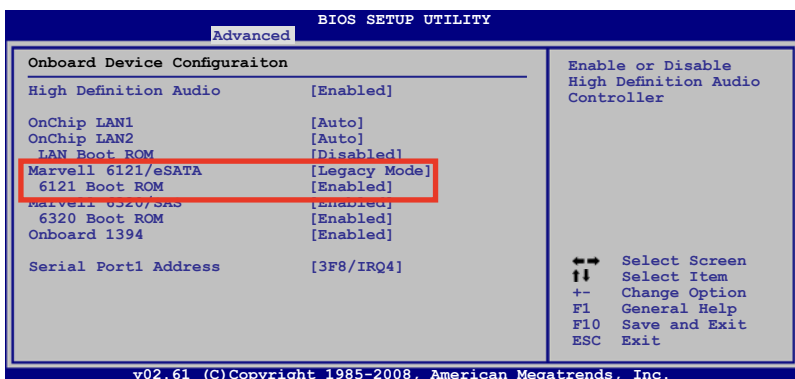 BIOS SETUP UTILITY
Advanced
Onboard Device Configuraiton
High Definition Audio [Enabled]
OnChip LAN1 [Auto]
OnChip LAN2 [Auto]
LAN Boot ROM [Disabled]
Marvell 6121/eSATA [Legacy Mode]
6121 Boot ROM [Enabled]
Marvell 6320/SAS [Enabled]
6320 Boot ROM [Enabled]
Onboard 1394 [Enabled]
Serial Port1 Address [3F8/IRQ4]
Enable or Disable
High Definition Audio
Controller
←→ Select Screen
↑↓ Select Item
+- Change Option
F1 General Help
F10 Save and Exit
ESC Exit
v02.61 (C)Copyright 1985-2008, American Megatrends, Inc.